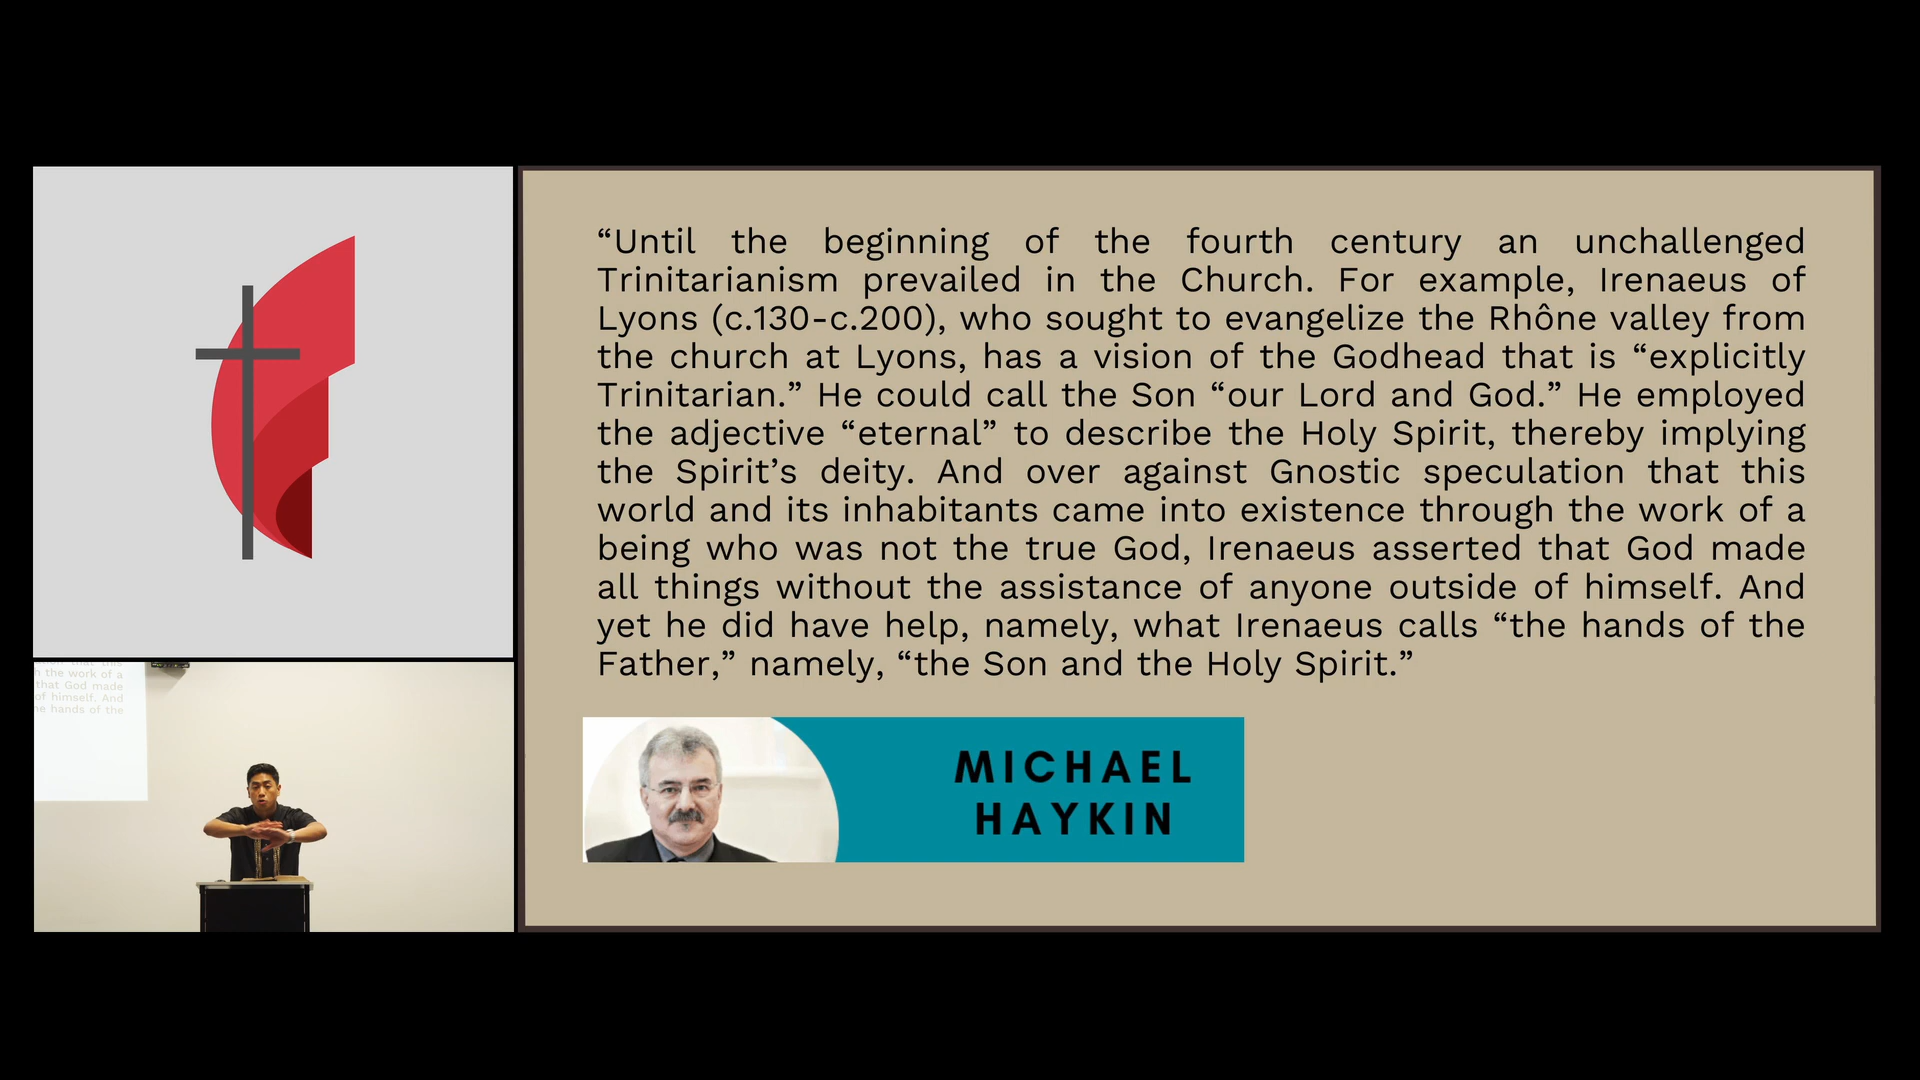 “Until the beginning of the fourth century an unchallenged
Trinitarianism prevailed in the Church. For example, Irenaeus of
Lyons (c.130-c.200), who sought to evangelize the Rhône valley from
the church at Lyons, has a vision of the Godhead that is “explicitly
Trinitarian.” He could call the Son “our Lord and God.” He employed
the adjective “eternal” to describe the Holy Spirit, thereby implying
the Spirit’s deity. And over against Gnostic speculation that this
world and its inhabitants came into existence through the work of a
being who was not the true God, Irenaeus asserted that God made
all things without the assistance of anyone outside of himself. And
yet he did have help, namely, what Irenaeus calls “the hands of the
Father,” namely, “the Son and the Holy Spirit.”
MICHAEL
HAYKIN
that this
h the work of a
that God made
of himself. And
he hands of the